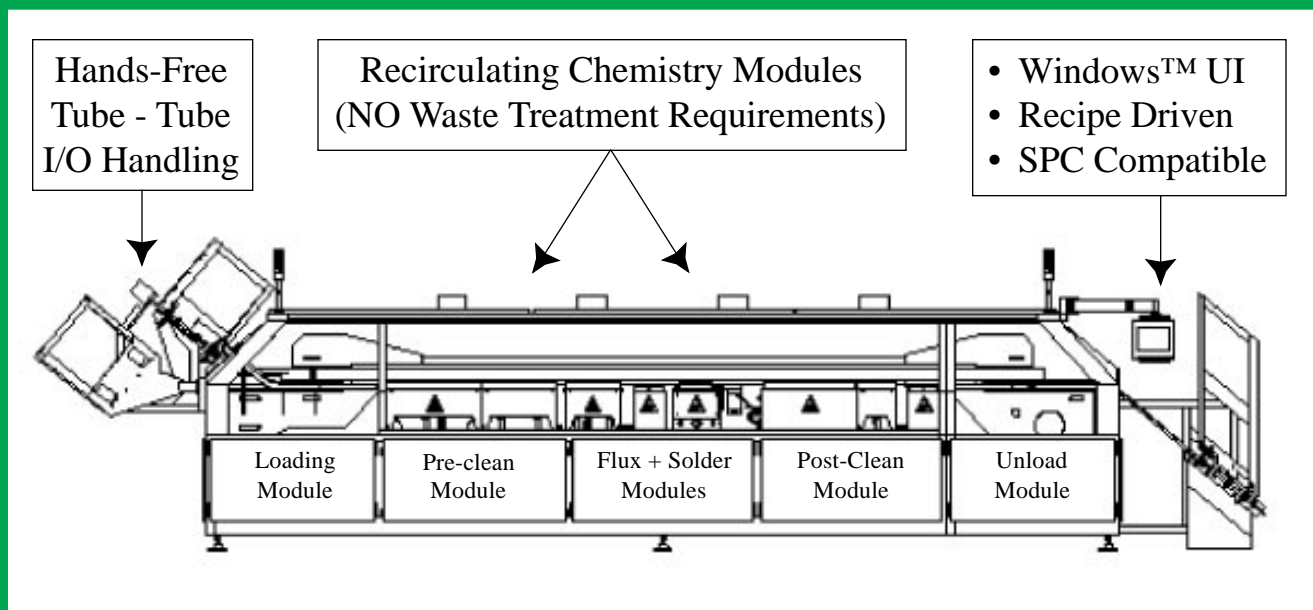 Hands-Free
Tube - Tube
I/O Handling
Recirculating Chemistry Modules
(NO Waste Treatment Requirements)
• Windows™ UI
• Recipe Driven
• SPC Compatible
Loading
Module
Pre-clean
Module
Flux + Solder
Modules
Post-Clean
Module
Unload
Module